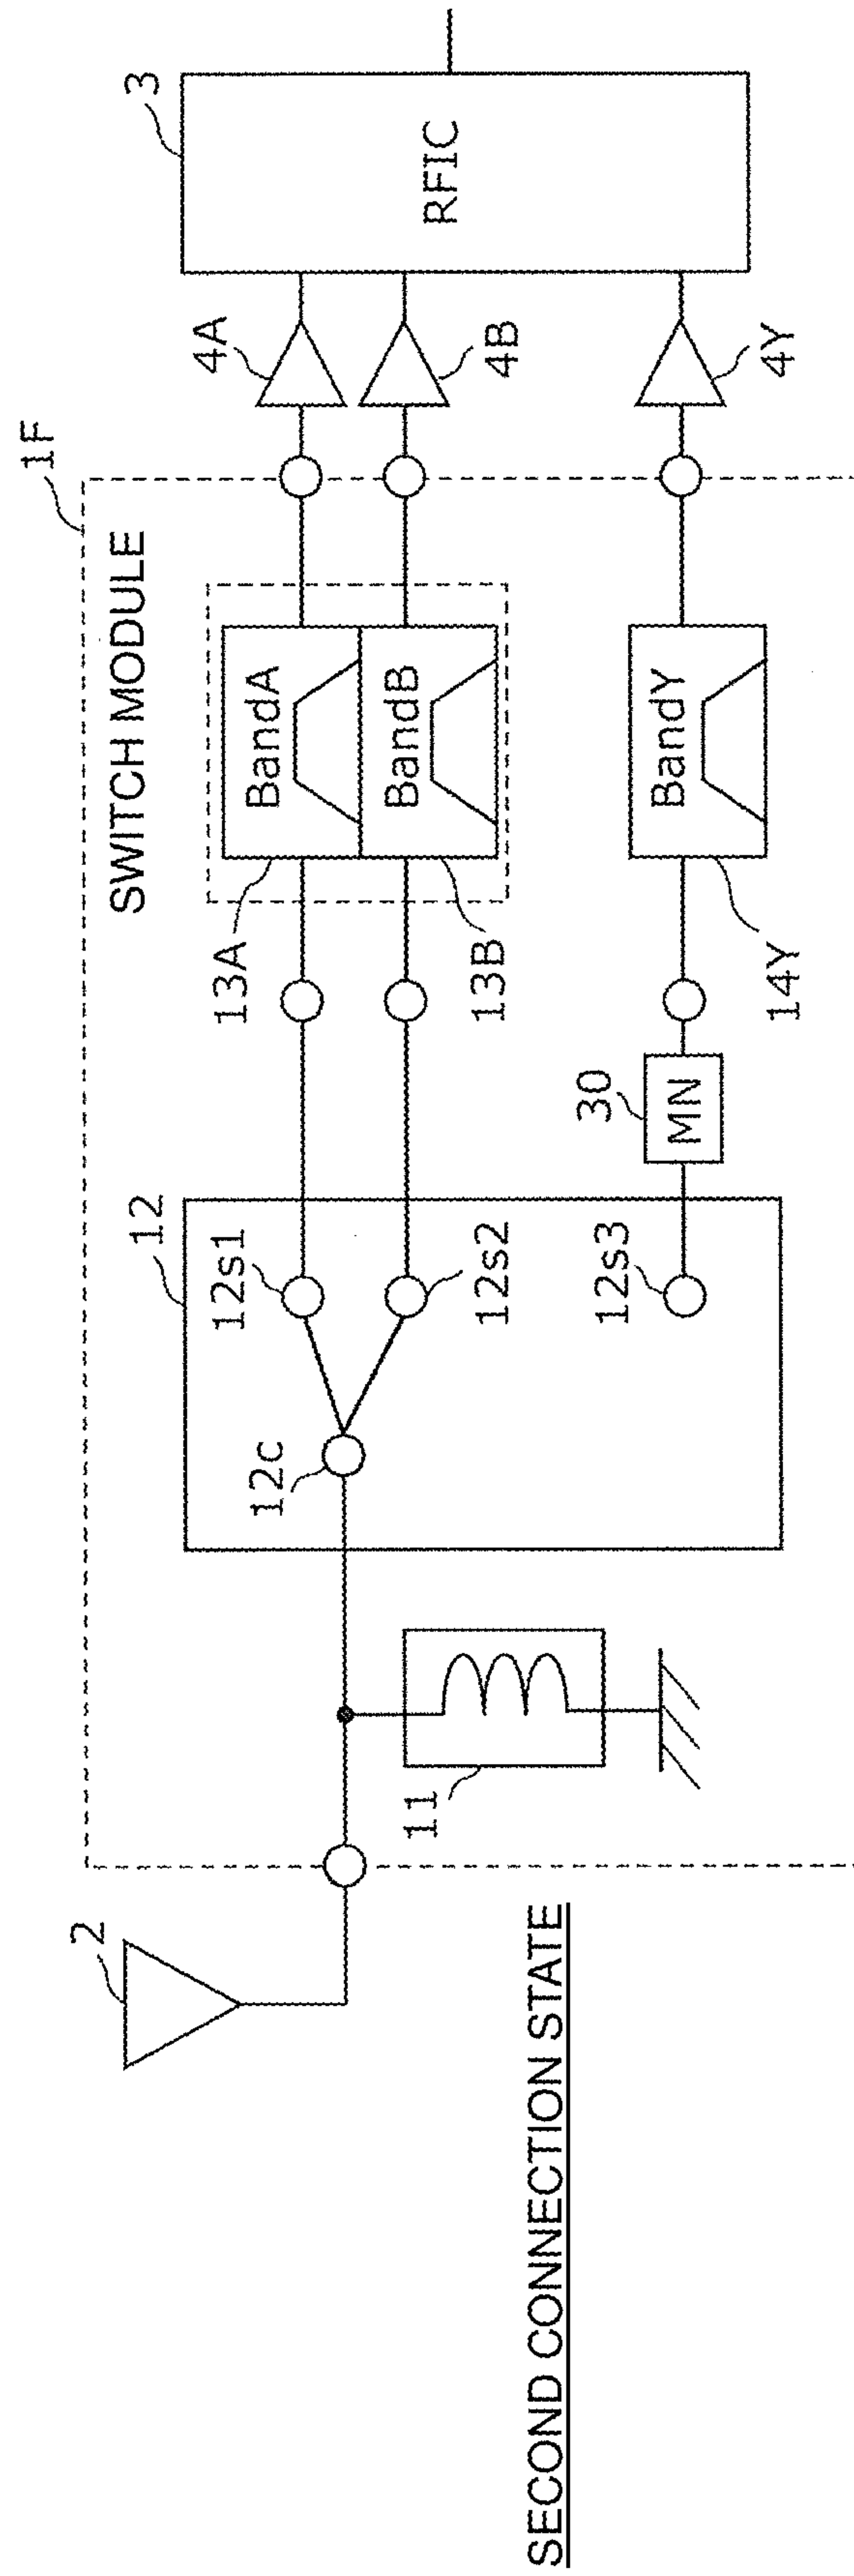 SECOND CONNECTION STATE
1F
SWITCH MODULE
2
11
12
12c
12s1
12s2
12s3
30
MN
13A
13B
14Y
BandA
BandB
BandY
4A
4B
4Y
3
RFIC